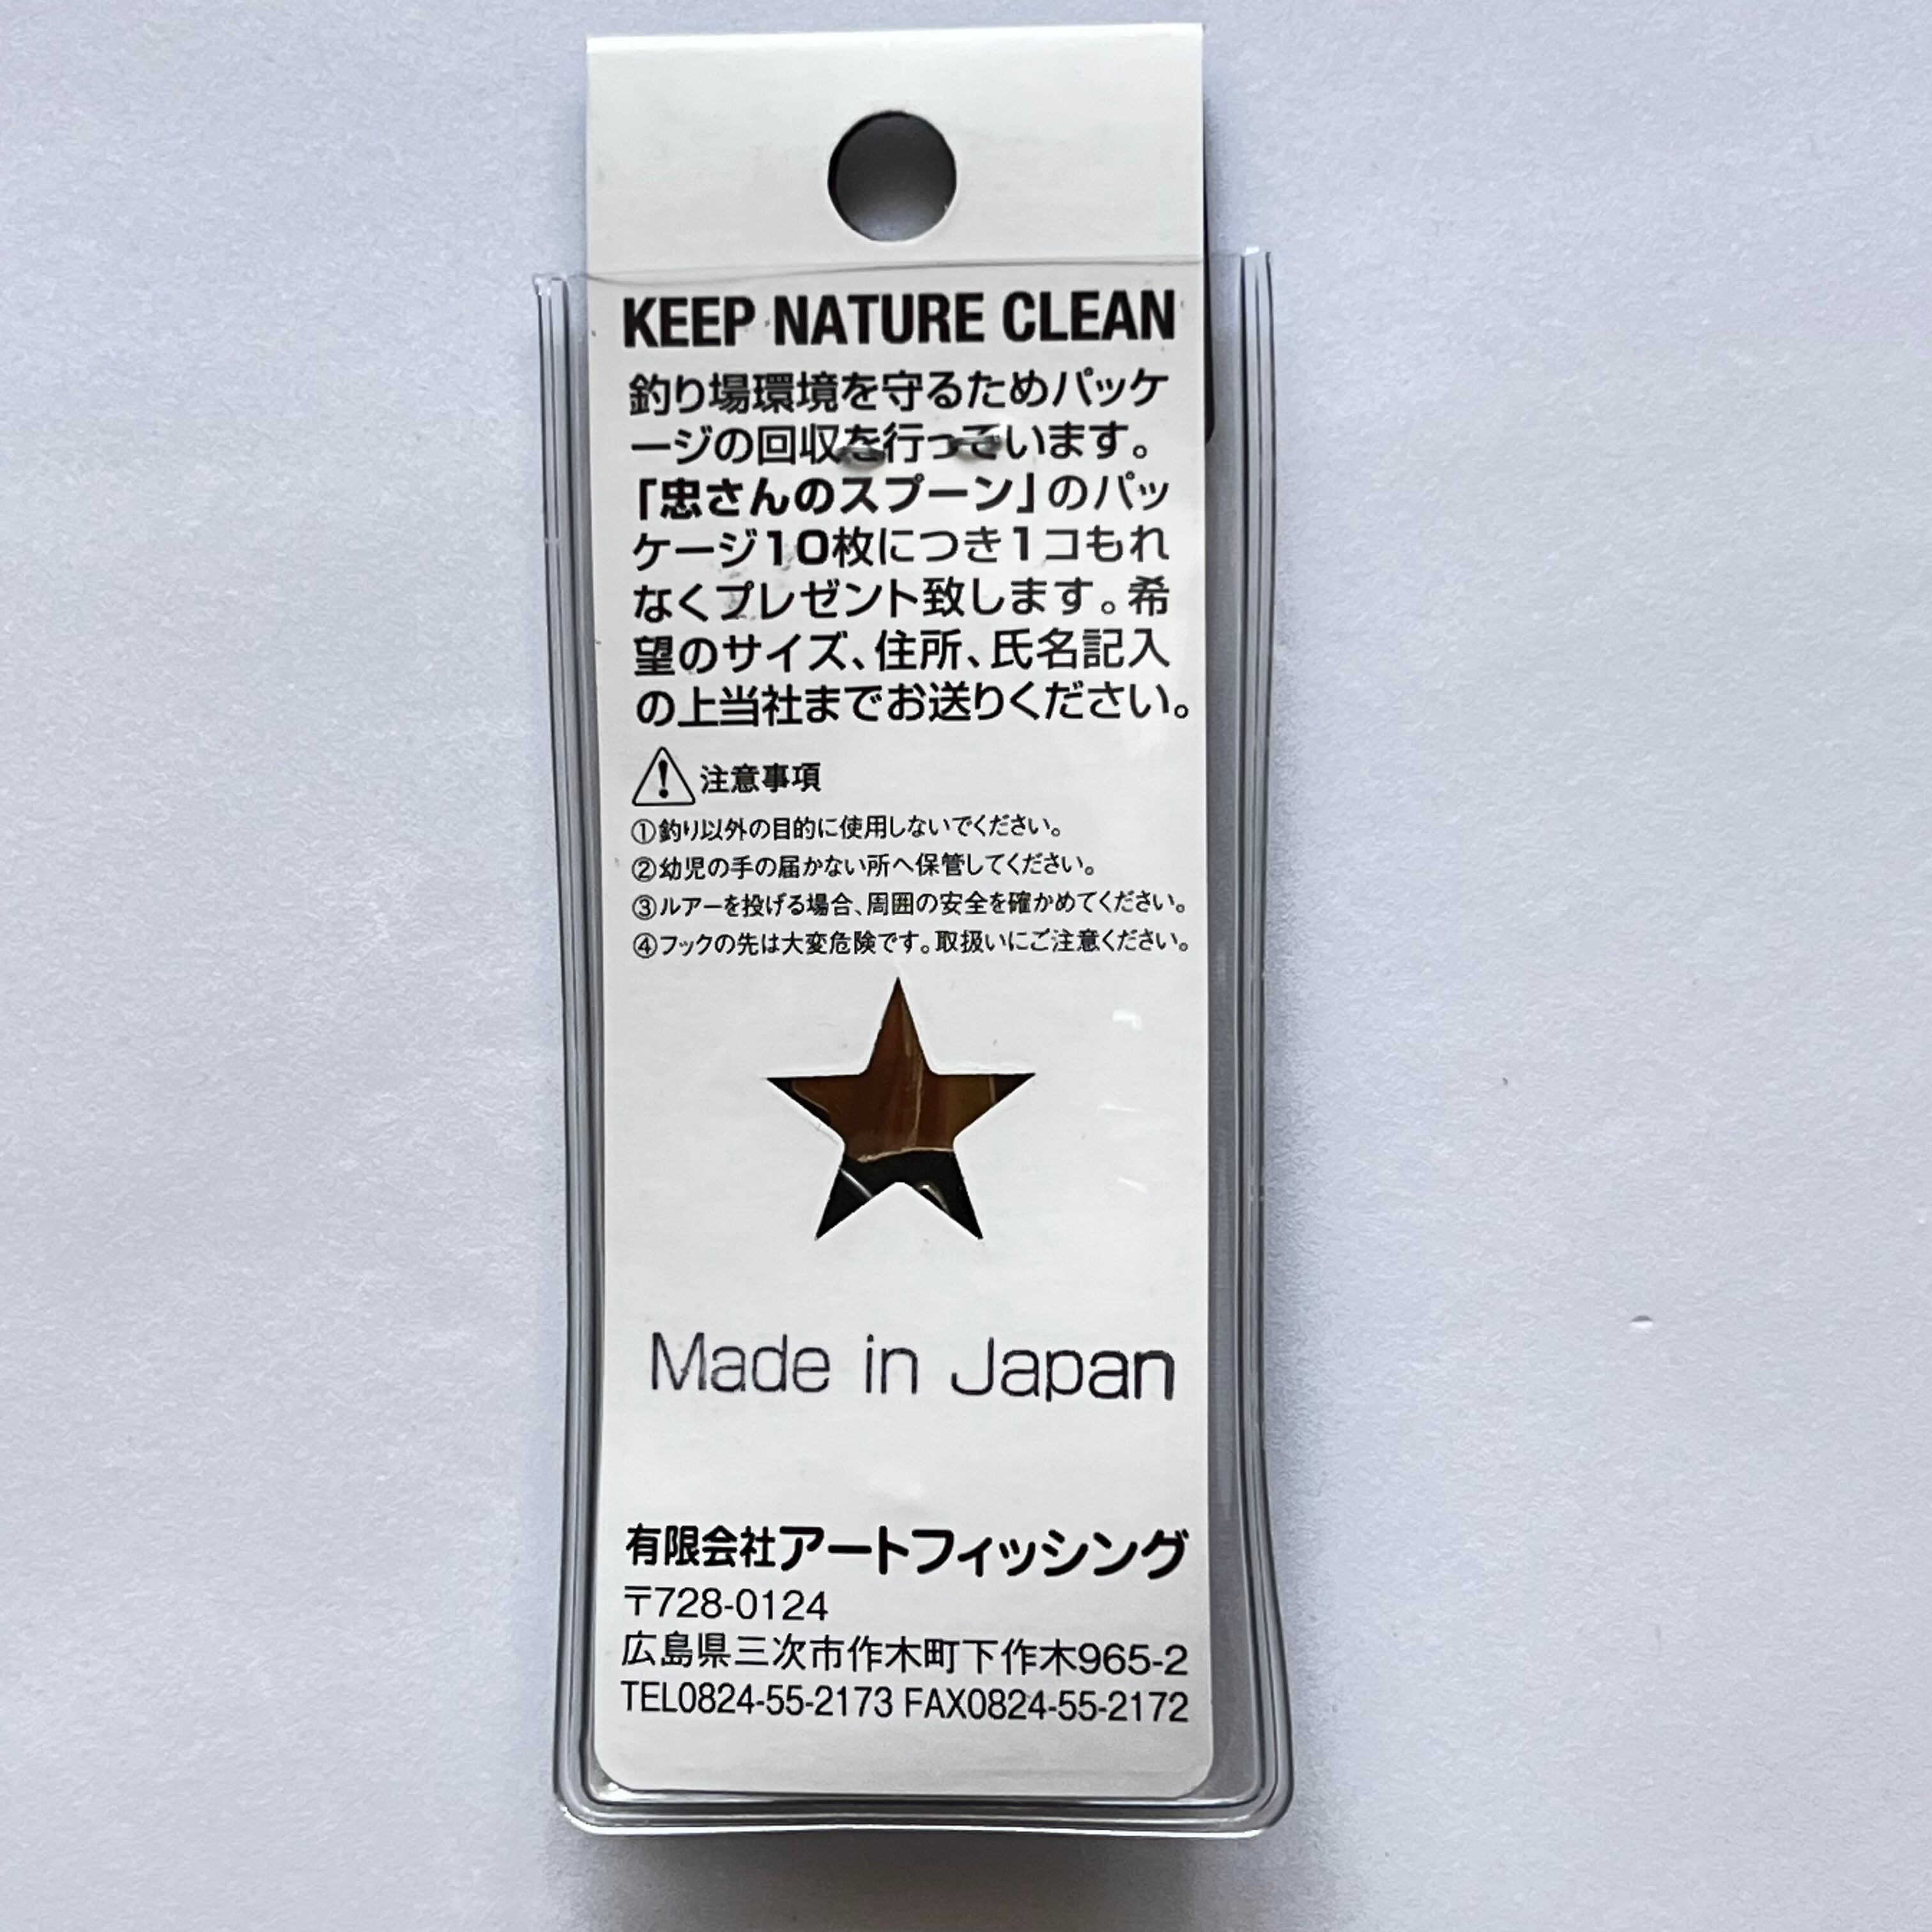 KEEP NATURE CLEAN
釣り場環境を守るためパッケ
ージの回収を行っています。
「忠さんのスプーン」のパッ
ケージ10枚につき1コもれ
なくプレゼント致します。希
望のサイズ、住所、氏名記入
の上当社までお送りください。
注意事項
①釣り以外の目的に使用しないでください。
②幼児の手の届かない所へ保管してください。
③ルアーを投げる場合、周囲の安全を確かめてください。
④フックの先は大変危険です。取扱いにご注意ください。
Made in Japan
有限会社アートフィッシング
〒728-0124
広島県三次市作木町下作木965-2
TEL0824-55-2173 FAX0824-55-2172